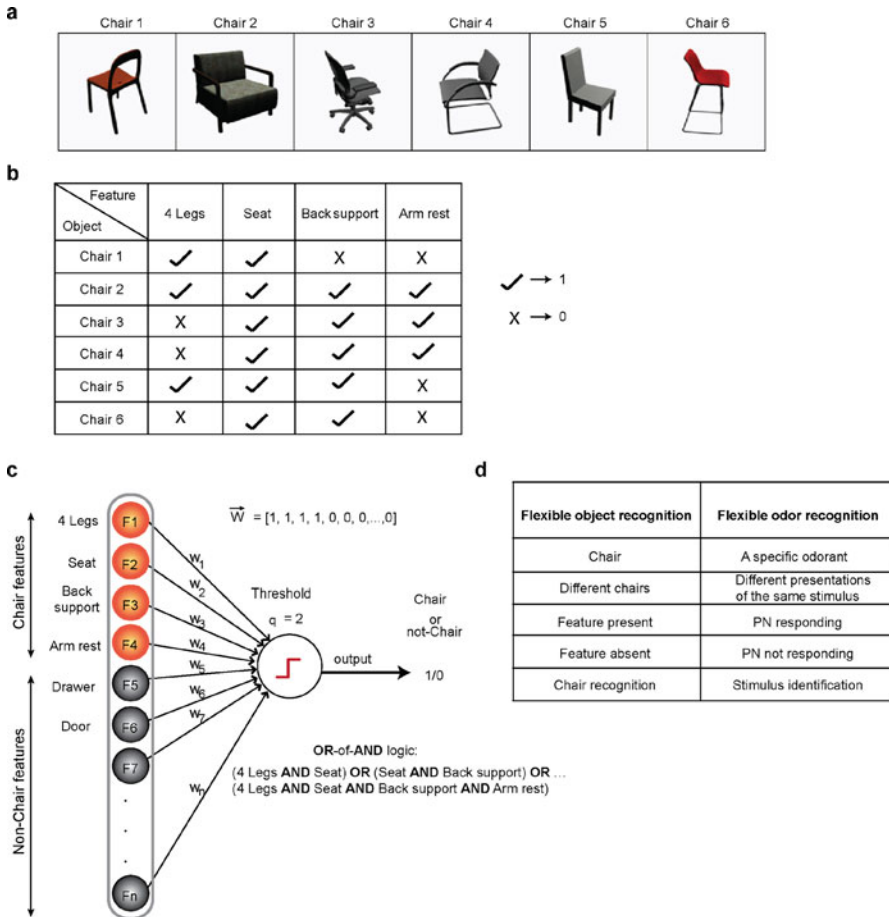 a
Chair 1 Chair 2 Chair 3 Chair 4 Chair 5 Chair 6
b
Feature
Object
4 Legs Seat Back support Arm rest
Chair 1 ✓ ✓ X X
Chair 2 ✓ ✓ ✓ ✓
Chair 3 X ✓ ✓ ✓
Chair 4 X ✓ ✓ ✓
Chair 5 ✓ ✓ ✓ X
Chair 6 X ✓ ✓ X
✓ → 1
X → 0
c
Chair features
Non-Chair features
4 Legs F1
Seat F2
Back
support F3
Arm rest F4
Drawer F5
Door F6
F7
.
.
.
.
Fn
W = [1, 1, 1, 1, 0, 0, 0,...,0]
w1
w2
w3
w4
w5
w6
w7
wn
Threshold
q = 2
output
Chair
or
not-Chair
1/0
OR-of-AND logic:
(4 Legs AND Seat) OR (Seat AND Back support) OR ...
(4 Legs AND Seat AND Back support AND Arm rest)
d
Flexible object recognition Flexible odor recognition
Chair A specific odorant
Different chairs Different presentations
of the same stimulus
Feature present PN responding
Feature absent PN not responding
Chair recognition Stimulus identification